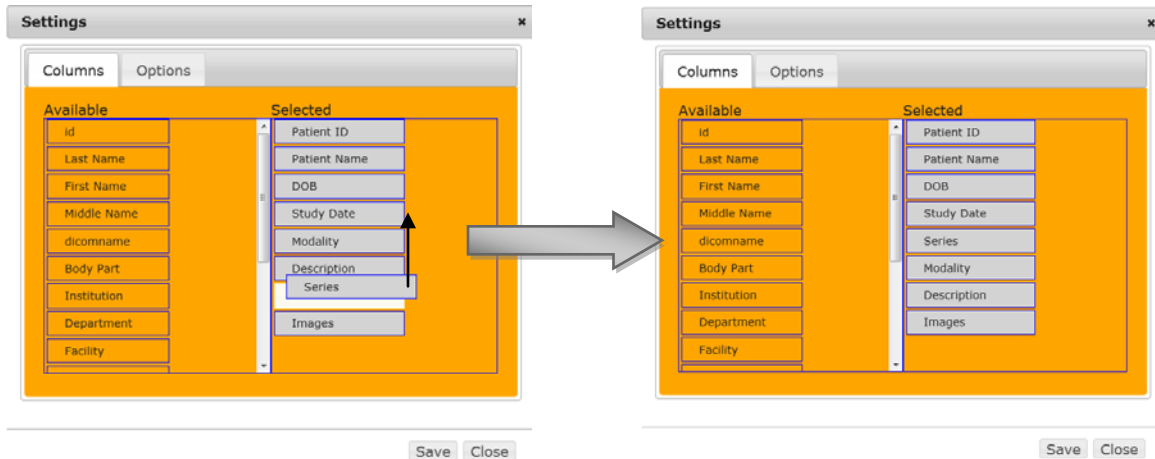 Settings ×
Columns Options
Available Selected
id
Last Name
First Name
Middle Name
dicomname
Body Part
Institution
Department
Facility
Patient ID
Patient Name
DOB
Study Date
Modality
Description
Series
Images
Save Close
Settings ×
Columns Options
Available Selected
id
Last Name
First Name
Middle Name
dicomname
Body Part
Institution
Department
Facility
Patient ID
Patient Name
DOB
Study Date
Series
Modality
Description
Images
Save Close